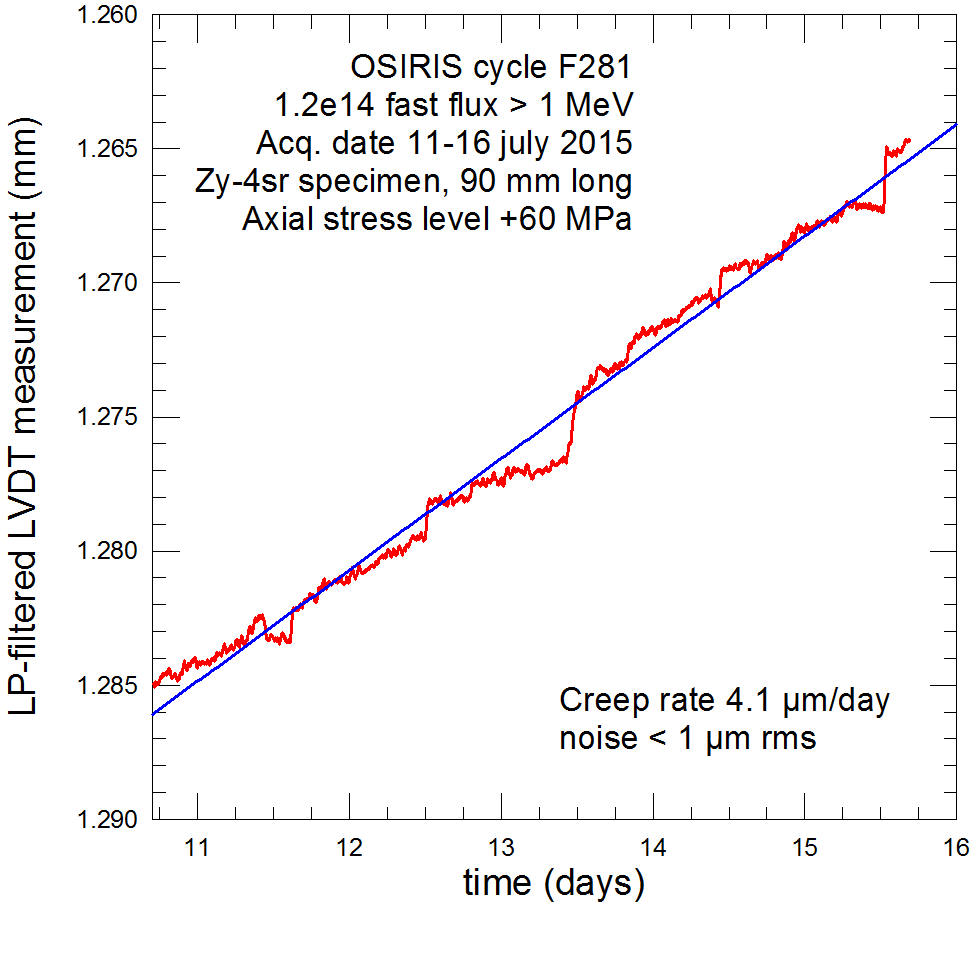 1.260
1.265
1.270
1.275
1.280
1.285
1.290
LP-filtered LVDT measurement (mm)
OSIRIS cycle F281
1.2e14 fast flux > 1 MeV
Acq. date 11-16 july 2015
Zy-4sr specimen, 90 mm long
Axial stress level +60 MPa
Creep rate 4.1 µm/day
noise < 1 µm rms
11 12 13 14 15 16
time (days)